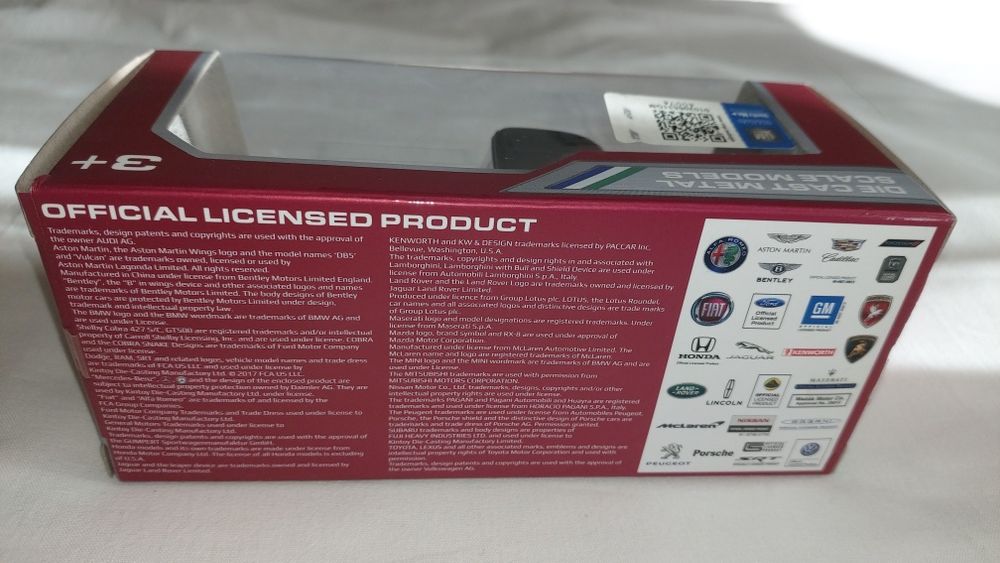 3+
DIE CAST METAL
SCALE MODELS
OFFICIAL LICENSED PRODUCT
Trademarks, design patents and copyrights are used with the approval of
the owner AUDI AG.
Aston Martin, the Aston Martin Wings logo and the model names 'DB5'
and 'Vulcan' are trademarks owned, licensed or used by
Aston Martin Lagonda Limited. All rights reserved.
Manufactured in China under license from Bentley Motors Limited England.
"Bentley", the "B" in wings device and other associated logos and names
are trademarks of Bentley Motors Limited. The body designs of Bentley
motor cars are protected by Bentley Motors Limited under design,
trademark and intellectual property law.
The BMW logo and the BMW wordmark are trademarks of BMW AG and
are used under License.
Shelby Cobra 427 S/C, GT500 are registered trademarks and/or intellectual
property of Carroll Shelby Licensing, Inc. and are used under license. COBRA
and the COBRA SNAKE Designs are trademarks of Ford Motor Company
used under license.
Dodge, RAM, SRT and related logos, vehicle model names and trade dress
are trademarks of FCA US LLC and used under license by
Kintoy Die-Casting Manufactory Ltd. © 2017 FCA US LLC.
"Mercedes-Benz", and the design of the enclosed product are
subject to intellectual property protection owned by Daimler AG. They are
used by Kintoy Die-Casting Manufactory Ltd. under license.
"Fiat" and "Alfa Romeo" are trademarks of and licensed by the
FCA Group Companies.
Ford Motor Company Trademarks and Trade Dress used under license to
Kintoy Die-Casting Manufactory Ltd.
General Motors Trademarks used under license to
Kintoy Die-Casting Manufactory Ltd.
Trademarks, design patents and copyrights are used with the approval of
the GUMPERT Sportwagenmanufaktur GmbH.
Honda and its own trademarks are made under license from
Honda Motor Company Ltd. The license of all Honda models is excluding
of U.S.A.
Jaguar and the leaper device are trademarks owned and licensed by
Jaguar Land Rover Limited.
KENWORTH and KW & DESIGN trademarks licensed by PACCAR Inc,
Bellevue, Washington, U.S.A.
The trademarks, copyrights and design rights in and associated with
Lamborghini, Lamborghini with Bull and Shield Device are used under
license from Automobili Lamborghini S.p.A., Italy
Land Rover and the Land Rover Logo are trademarks owned and licensed by
Jaguar Land Rover Limited.
Produced under licence from Group Lotus plc. LOTUS, the Lotus Roundel,
car names and all associated logos and distinctive designs are trade marks
of Group Lotus plc.
Maserati logo and model designations are registered trademarks. Under
license from Maserati S.p.A.
Mazda logo, brand symbol and RX-8 are used under approval of
Mazda Motor Corporation.
Manufactured under license from McLaren Automotive Limited. The
McLaren name and logo are registered trademarks of McLaren.
The MINI logo and the MINI wordmark are trademarks of BMW AG and are
used under license.
The MITSUBISHI trademarks are used with permission from
MITSUBISHI MOTORS CORPORATION.
Nissan Motor Co., Ltd. trademarks, designs, copyrights, and/or other
intellectual property rights are used with permission.
The trademarks PAGANI and Pagani Automobili and Huayra are registered
trademarks and used under license from HORACIO PAGANI S.P.A., Italy.
The Peugeot trademarks are used under license from Automobiles Peugeot.
Porsche, the Porsche shield and the distinctive design of Porsche cars are
trademarks and trade dress of Porsche AG. Permission granted.
SUBARU trademarks and body designs are properties of
FUJI HEAVY INDUSTRIES LTD. and used under license to
Kintoy Die-Casting Manufactory Limited.
TOYOTA, LEXUS and all other associated marks, emblems and designs are
intellectual property rights of Toyota Motor Corporation and used with
permission.
Trademarks, design patents and copyrights are used with the approval of
the owner Volkswagen AG.
ALFA ROMEO
ASTON MARTIN
Cadillac
BENTLEY
FIAT
Ford
Official
Licensed
Product
GM
HONDA
JAGUAR
KENWORTH
LAND ROVER
LINCOLN
OFFICIAL
LICENSED
PRODUCT
MASERATI
Mazda Motor Co.
McLaren
NISSAN
PEUGEOT
Porsche
SRT